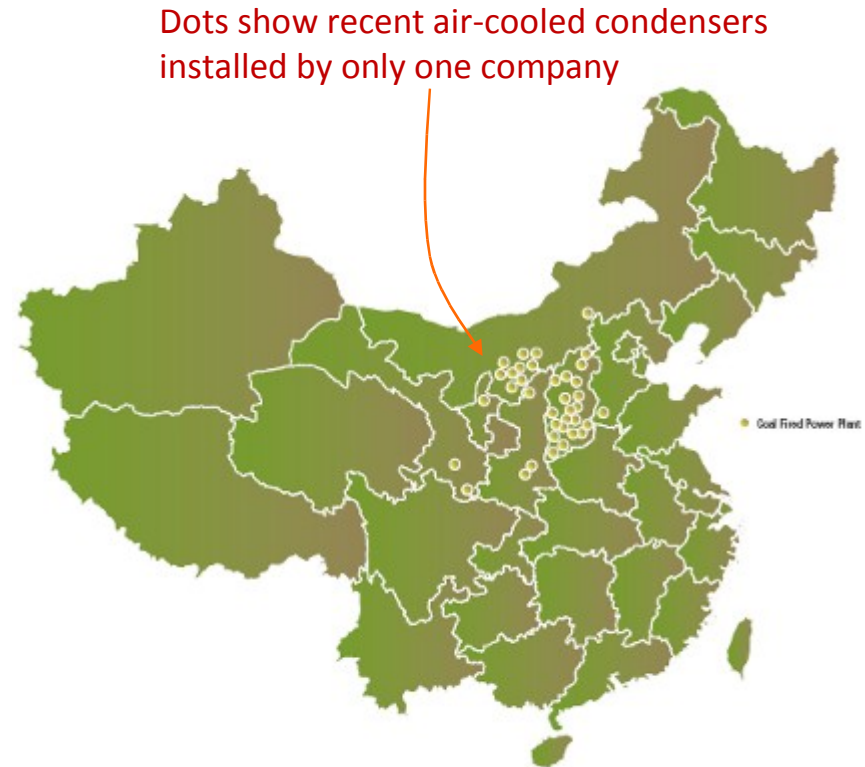 Dots show recent air-cooled condensers
installed by only one company
Coal Fired Power Plant